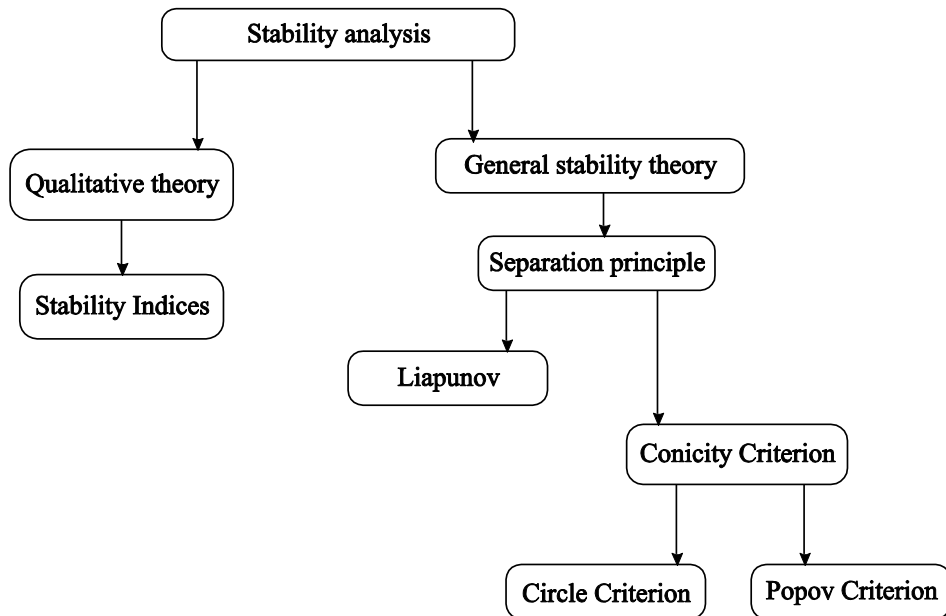 Stability analysis
General stability theory
Qualitative theory
Separation principle
Stability Indices
Liapunov
Conicity Criterion
Circle Criterion
Popov Criterion